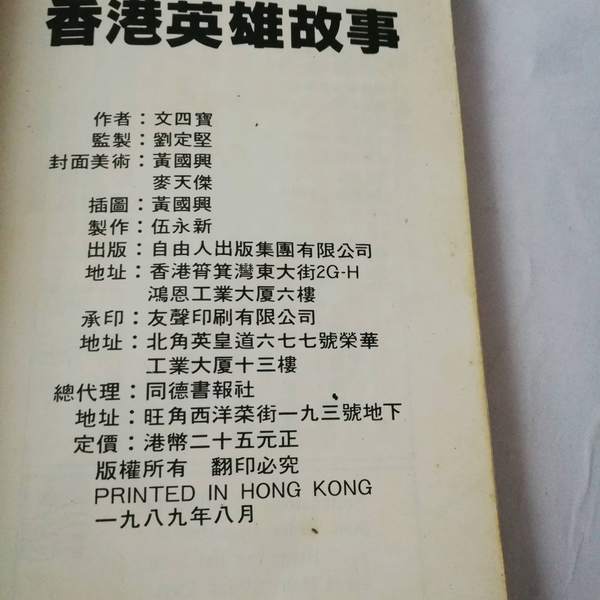 香港英雄故事
作者：文四寶
監製：劉定堅
封面美術：黃國興
麥天傑
插圖：黃國興
製作：伍永新
出版：自由人出版集團有限公司
地址：香港筲箕灣東大街2G-H
鴻恩工業大厦六樓
承印：友聲印刷有限公司
地址：北角英皇道六七七號榮華
工業大厦十三樓
總代理：同德書報社
地址：旺角西洋菜街一九三號地下
定價：港幣二十五元正
版權所有　翻印必究
PRINTED IN HONG KONG
一九八九年八月